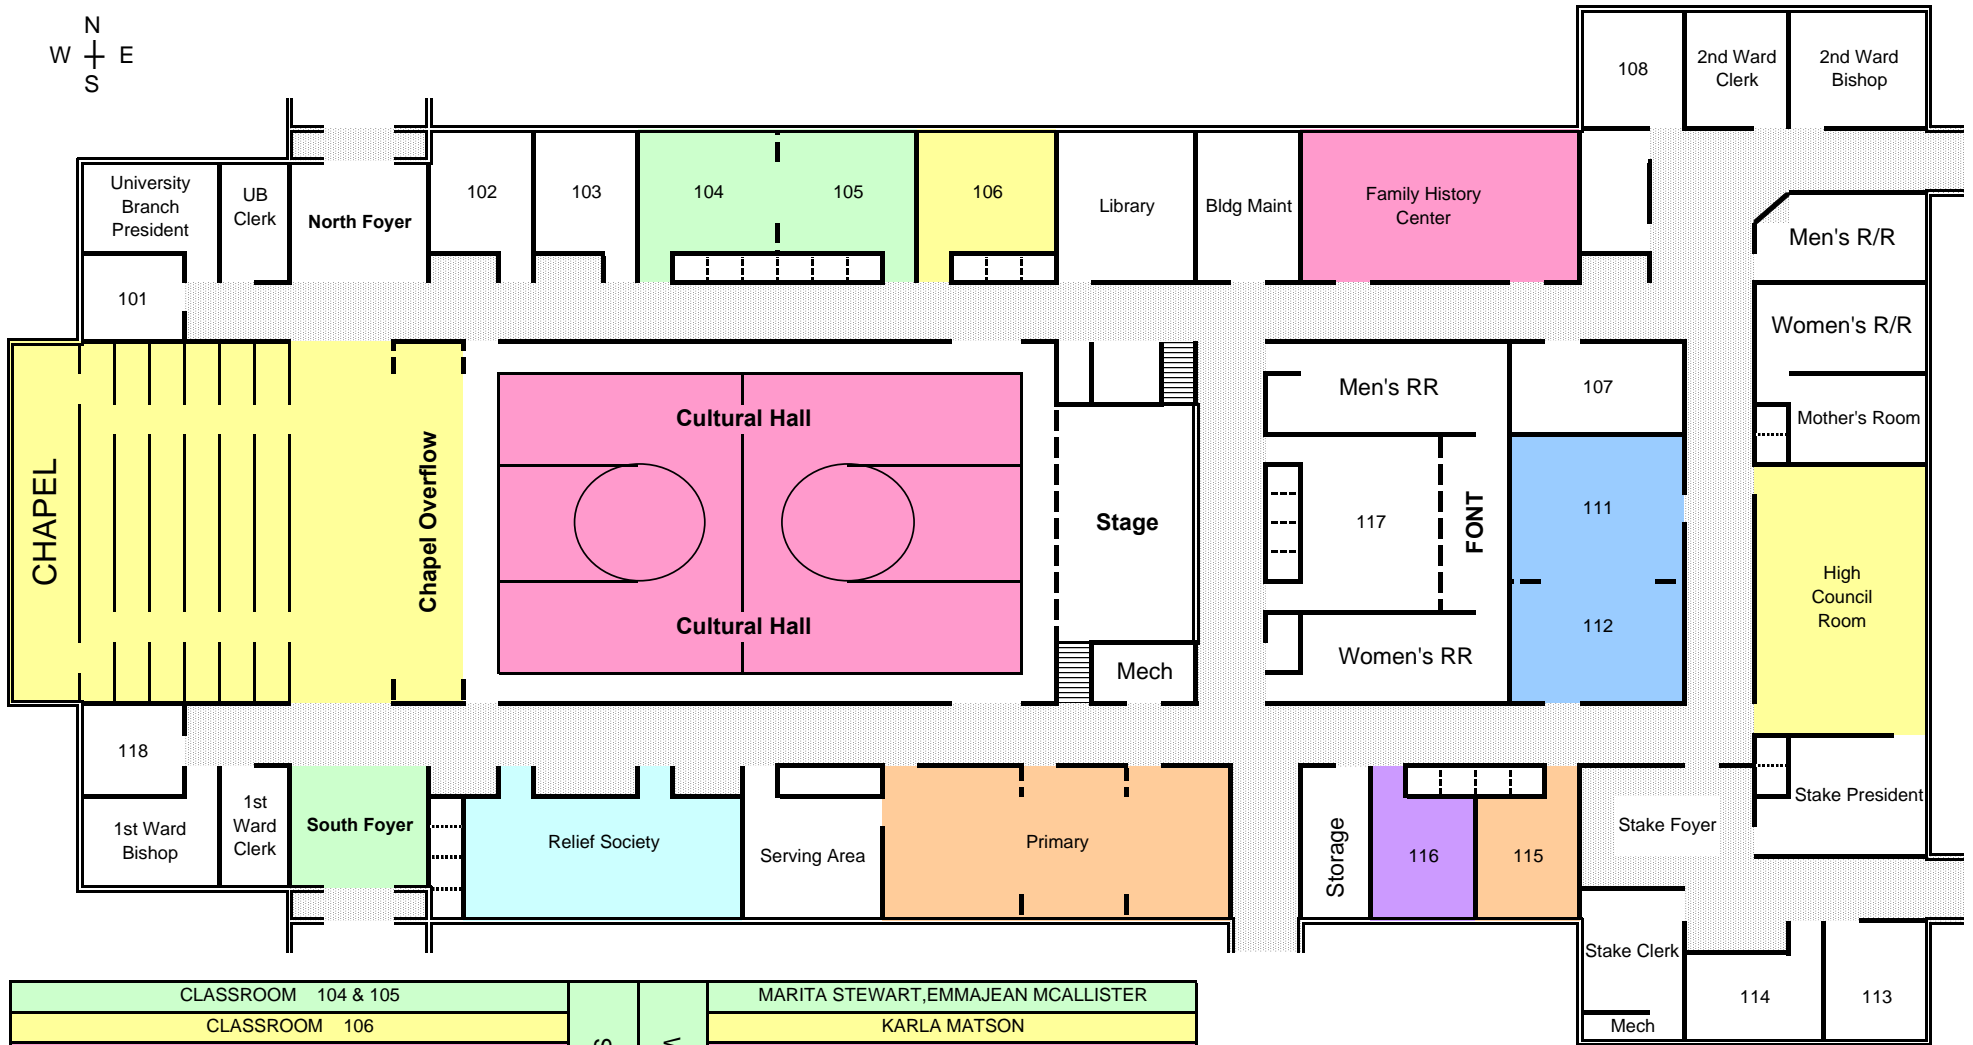 N
W E
S
108
2nd Ward
Clerk
2nd Ward
Bishop
University
Branch
President
UB
Clerk
North Foyer
102
103
104
105
106
Library
Bldg Maint
Family History
Center
Men's R/R
101
Women's R/R
Men's RR
107
Mother's Room
Cultural Hall
CHAPEL
Chapel Overflow
Stage
117
FONT
111
High
Council
Room
Cultural Hall
112
Women's RR
Mech
118
1st Ward
Bishop
1st
Ward
Clerk
South Foyer
Relief Society
Serving Area
Primary
Storage
116
115
Stake Foyer
Stake President
Stake Clerk
Mech
114
113
CLASSROOM 104 & 105
MARITA STEWART,EMMAJEAN MCALLISTER
CLASSROOM 106
KARLA MATSON